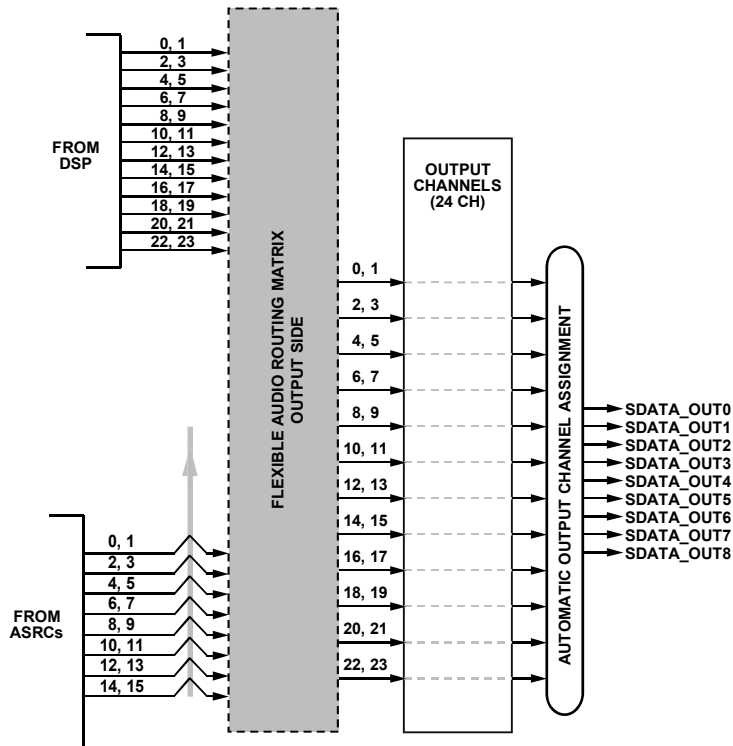 FROM
DSP
0, 1
2, 3
4, 5
6, 7
8, 9
10, 11
12, 13
14, 15
16, 17
18, 19
20, 21
22, 23
FROM
ASRCs
0, 1
2, 3
4, 5
6, 7
8, 9
10, 11
12, 13
14, 15
FLEXIBLE AUDIO ROUTING MATRIX
OUTPUT SIDE
0, 1
2, 3
4, 5
6, 7
8, 9
10, 11
12, 13
14, 15
16, 17
18, 19
20, 21
22, 23
OUTPUT
CHANNELS
(24 CH)
AUTOMATIC OUTPUT CHANNEL ASSIGNMENT
SDATA_OUT0
SDATA_OUT1
SDATA_OUT2
SDATA_OUT3
SDATA_OUT4
SDATA_OUT5
SDATA_OUT6
SDATA_OUT7
SDATA_OUT8